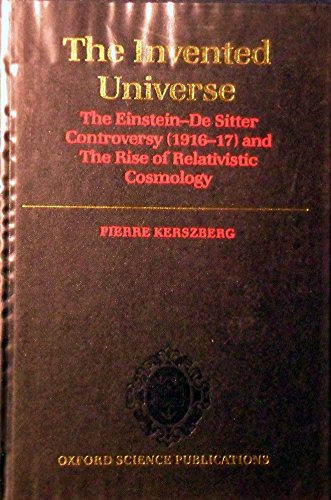 The Invented
Universe
The Einstein–De Sitter
Controversy (1916–17) and
The Rise of Relativistic
Cosmology
PIERRE KERSZBERG
OXFORD SCIENCE PUBLICATIONS